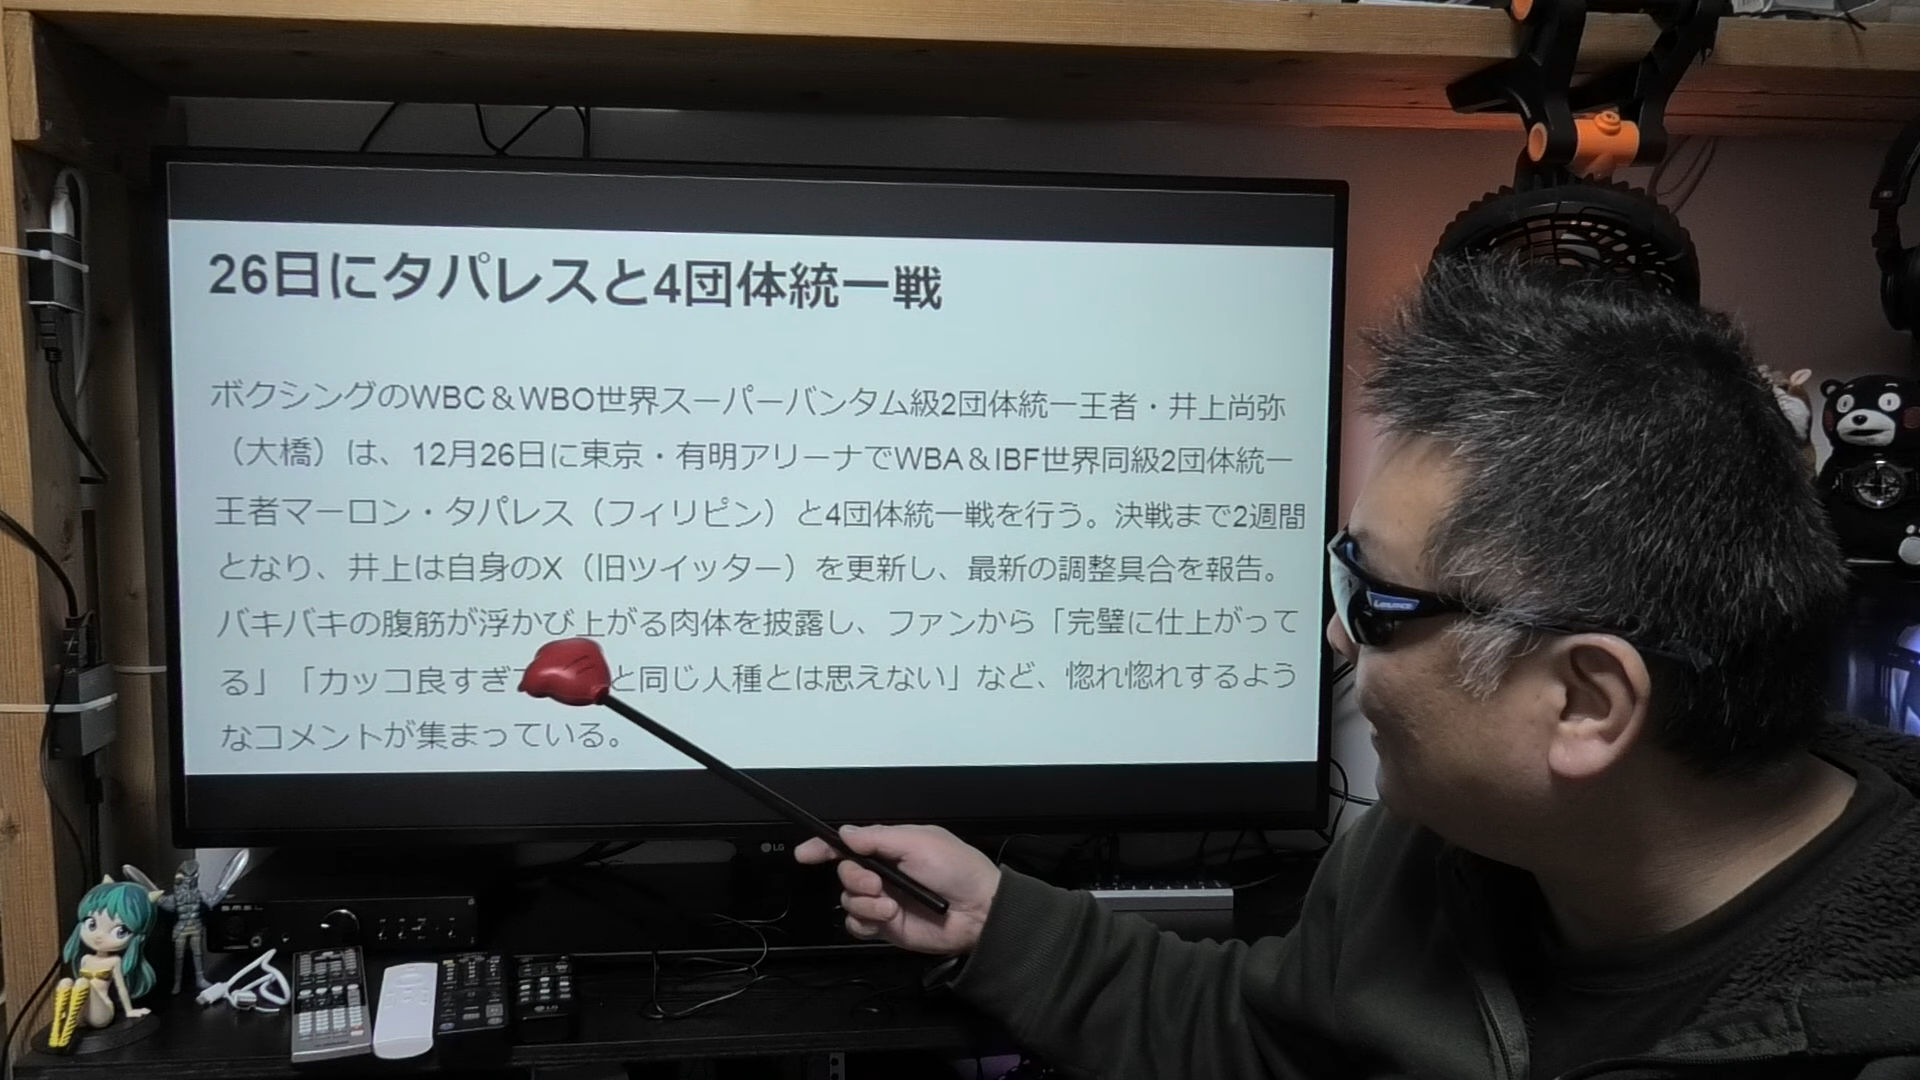 26日にタパレスと4団体統一戦
ボクシングのWBC＆WBO世界スーパーバンタム級2団体統一王者・井上尚弥
（大橋）は、12月26日に東京・有明アリーナでWBA＆IBF世界同級2団体統一
王者マーロン・タパレス（フィリピン）と4団体統一戦を行う。決戦まで2週間
となり、井上は自身のX（旧ツイッター）を更新し、最新の調整具合を報告。
バキバキの腹筋が浮かび上がる肉体を披露し、ファンから「完璧に仕上がって
る」「カッコ良すぎ と同じ人種とは思えない」など、惚れ惚れするよう
なコメントが集まっている。
LG